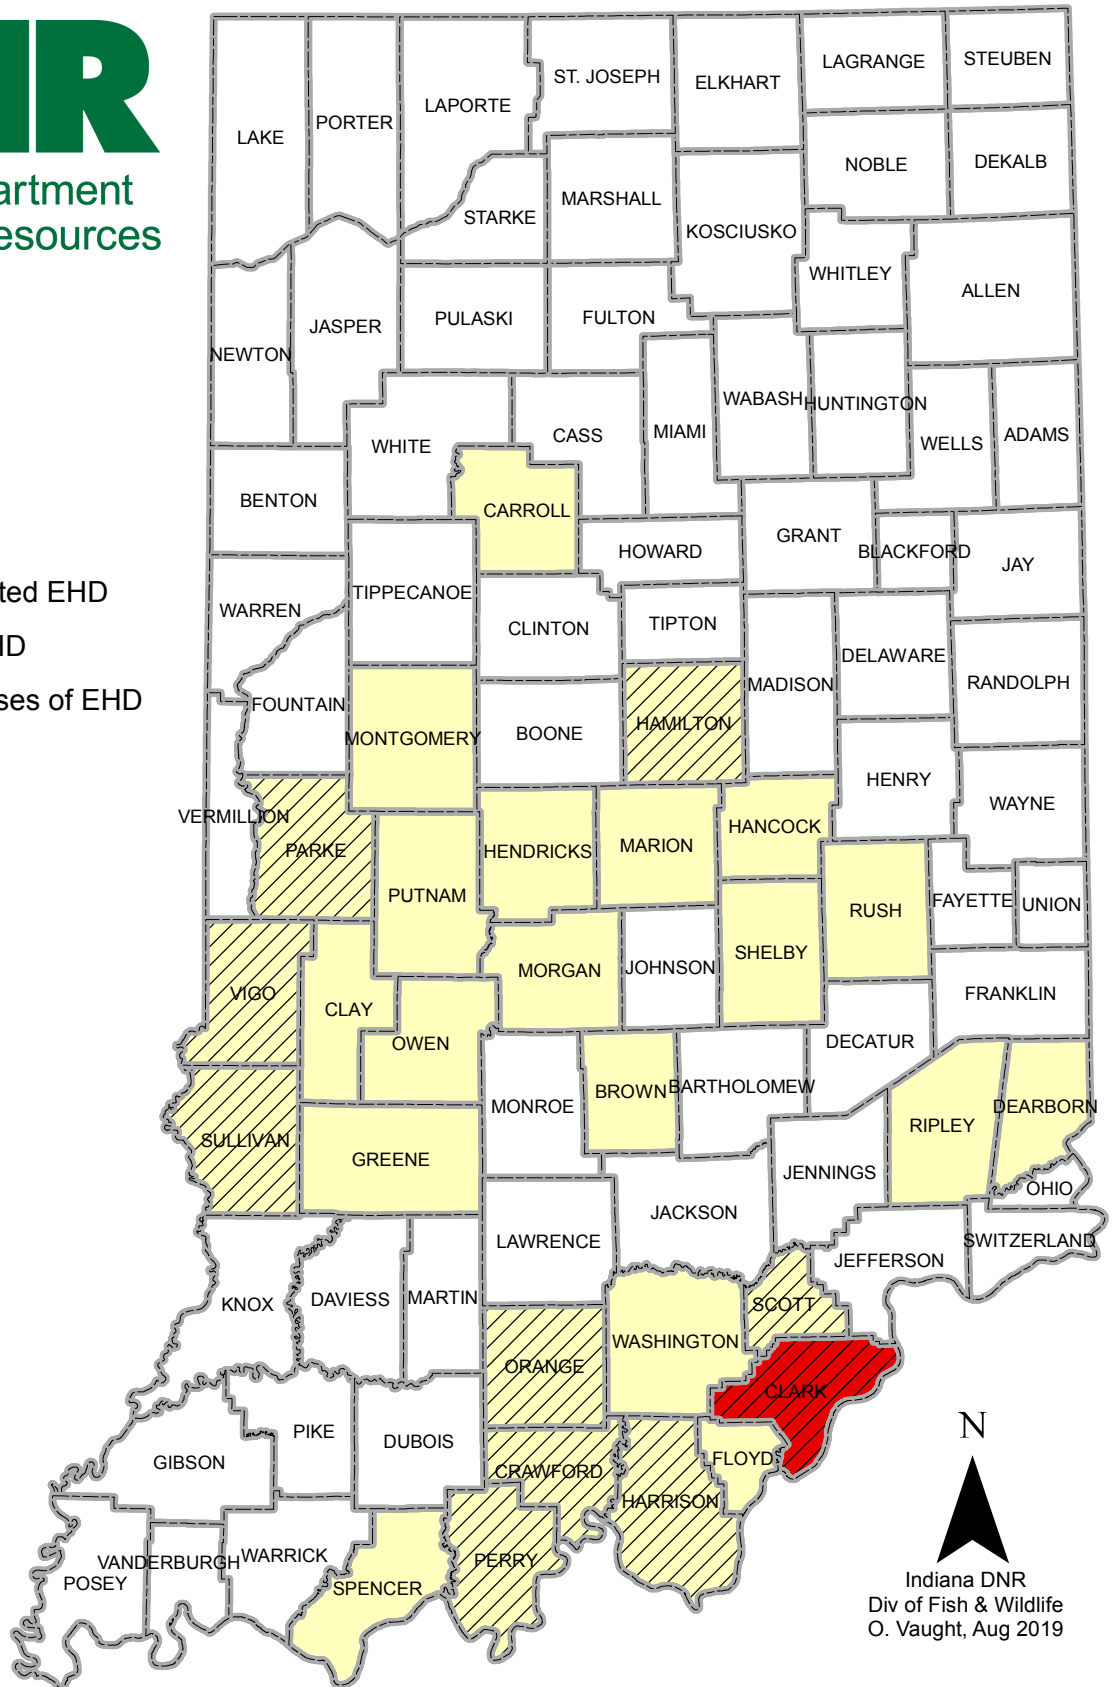 NR
artment
esources
ted EHD
HD
ses of EHD
ST. JOSEPH
ELKHART
LAGRANGE
STEUBEN
LAKE
PORTER
LAPORTE
NOBLE
DEKALB
STARKE
MARSHALL
KOSCIUSKO
WHITLEY
ALLEN
NEWTON
JASPER
PULASKI
FULTON
WABASH
HUNTINGTON
WHITE
CASS
MIAMI
WELLS
ADAMS
BENTON
CARROLL
HOWARD
GRANT
BLACKFORD
JAY
WARREN
TIPPECANOE
CLINTON
TIPTON
DELAWARE
FOUNTAIN
MADISON
RANDOLPH
MONTGOMERY
BOONE
HAMILTON
HENRY
WAYNE
VERMILLION
PARKE
HENDRICKS
MARION
HANCOCK
PUTNAM
RUSH
FAYETTE
UNION
VIGO
CLAY
MORGAN
JOHNSON
SHELBY
FRANKLIN
OWEN
DECATUR
MONROE
BROWN
BARTHOLOMEW
DEARBORN
SULLIVAN
GREENE
RIPLEY
JENNINGS
OHIO
JACKSON
LAWRENCE
SWITZERLAND
JEFFERSON
KNOX
DAVIESS
MARTIN
SCOTT
WASHINGTON
ORANGE
CLARK
PIKE
DUBOIS
GIBSON
CRAWFORD
FLOYD
HARRISON
POSEY
VANDERBURGH
WARRICK
SPENCER
PERRY
N
Indiana DNR
Div of Fish & Wildlife
O. Vaught, Aug 2019